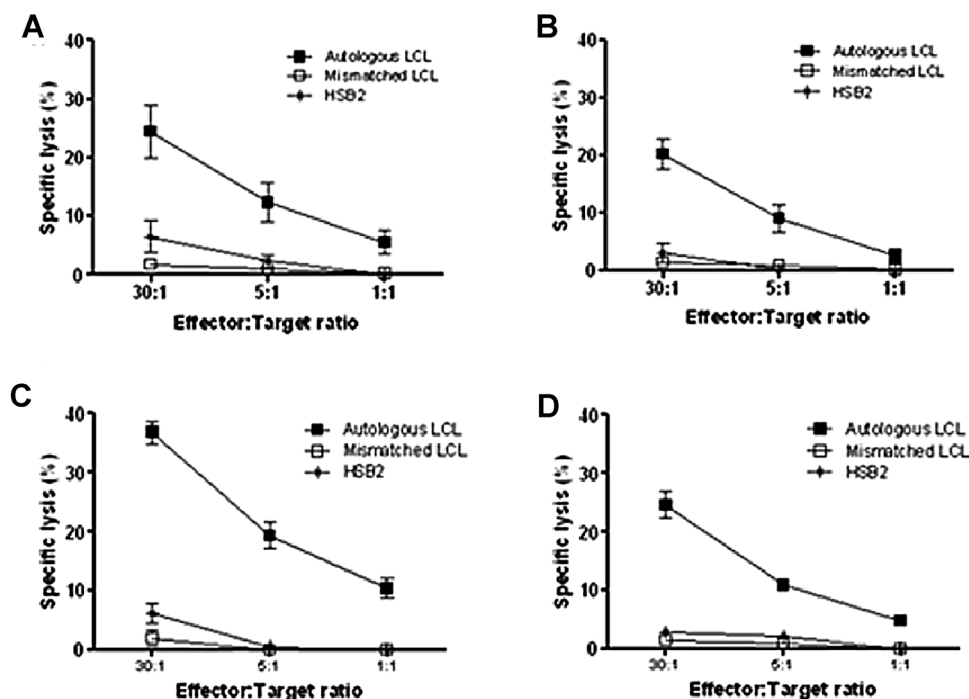 A
40
30
20
10
0
Specific lysis (%)
Autologous LCL
Mismatched LCL
HSB2
30:1 5:1 1:1
Effector:Target ratio
B
40
30
20
10
0
Specific lysis (%)
Autologous LCL
Mismatched LCL
HSB2
30:1 5:1 1:1
Effector:Target ratio
C
40
30
20
10
0
Specific lysis (%)
Autologous LCL
Mismatched LCL
HSB2
30:1 5:1 1:1
Effector:Target ratio
D
40
30
20
10
0
Specific lysis (%)
Autologous LCL
Mismatched LCL
HSB2
30:1 5:1 1:1
Effector:Target ratio